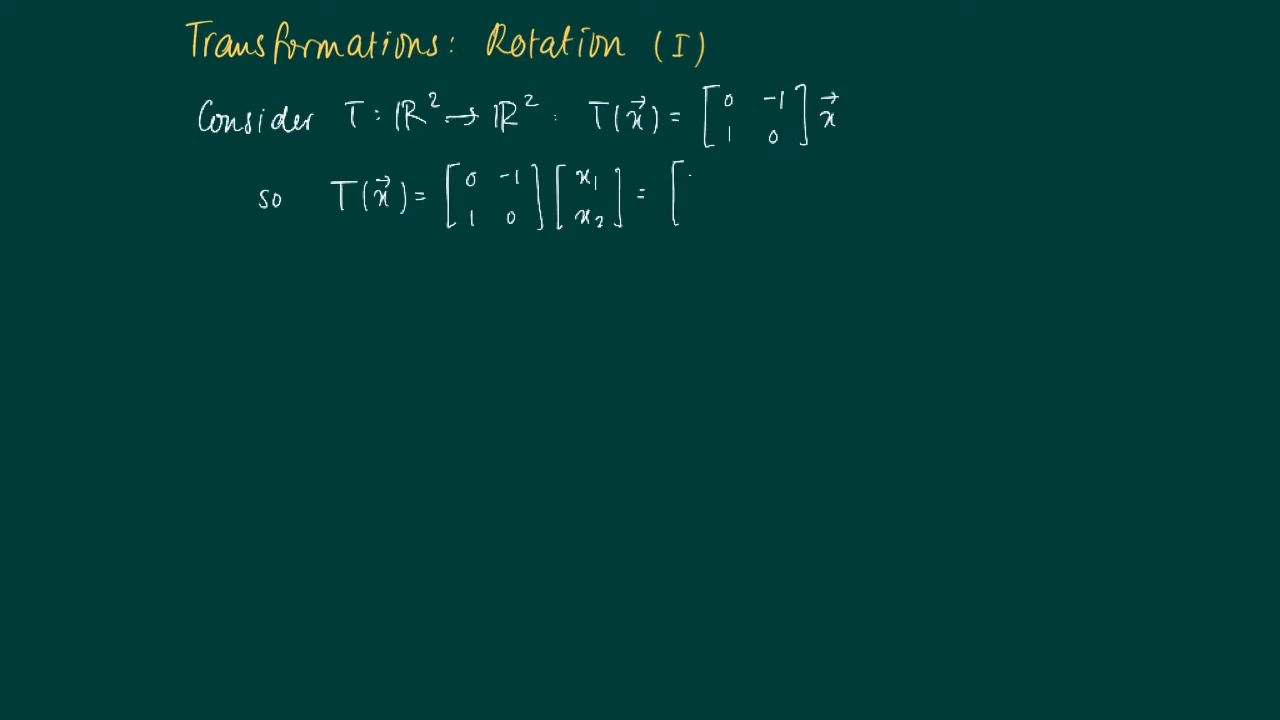 Transformations: Rotation (I)
Consider T: ℝ² → ℝ² : T(x⃗) = [0 -1; 1 0] x⃗
so T(x⃗) = [0 -1; 1 0] [x₁; x₂] = [